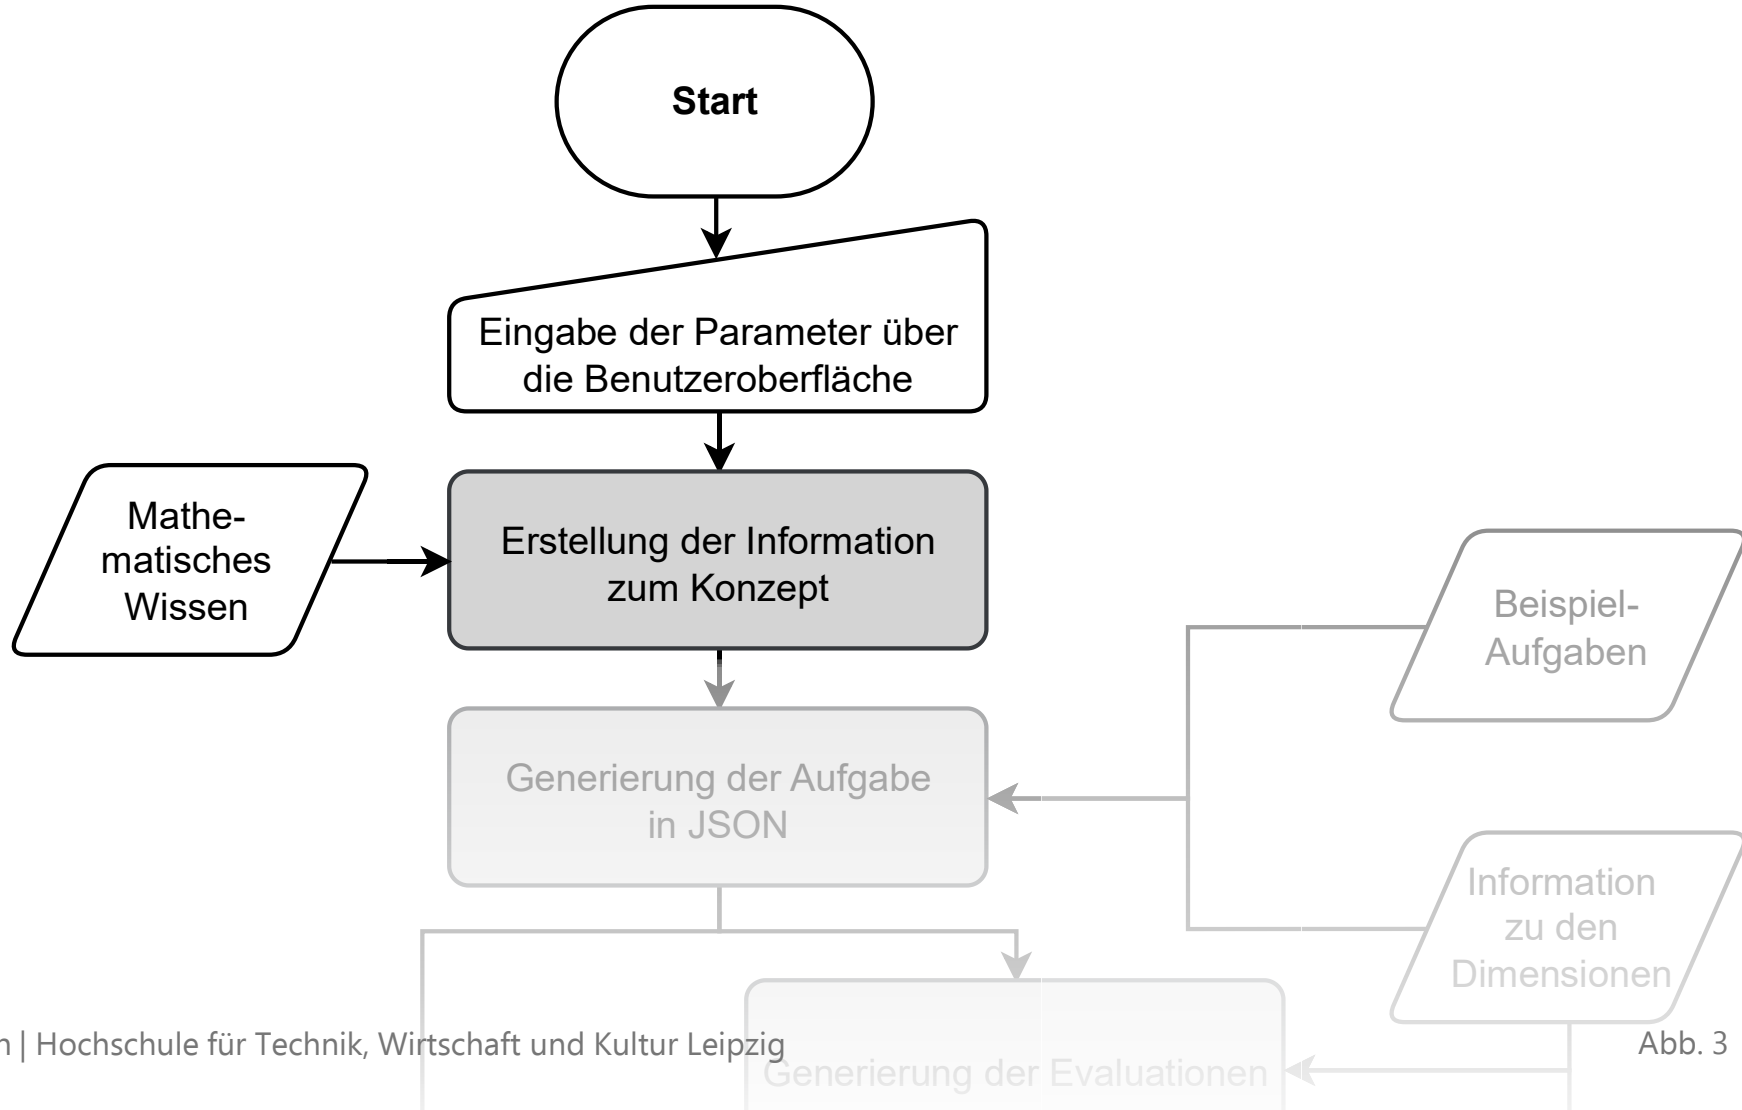 Start
Eingabe der Parameter über
die Benutzeroberfläche
Mathe-
matisches
Wissen
Erstellung der Information
zum Konzept
Beispiel-
Aufgaben
Generierung der Aufgabe
in JSON
Information
zu den
Dimensionen
n | Hochschule für Technik, Wirtschaft und Kultur Leipzig
Abb. 3
Generierung der Evaluationen